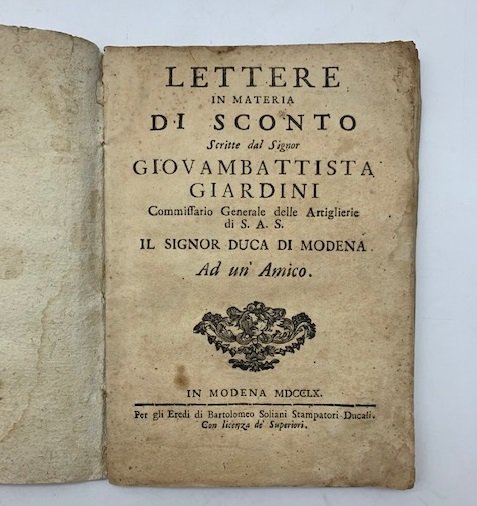 LETTERE
IN MATERIA
DI SCONTO
Scritte dal Signor
GIOVAMBATTISTA
GIARDINI
Commiſſario Generale delle Artiglierie
di S. A. S.
IL SIGNOR DUCA DI MODENA
Ad un' Amico.
IN MODENA MDCCLX.
Per gli Eredi di Bartolomeo Soliani Stampatori Ducali.
Con licenza de' Superiori.